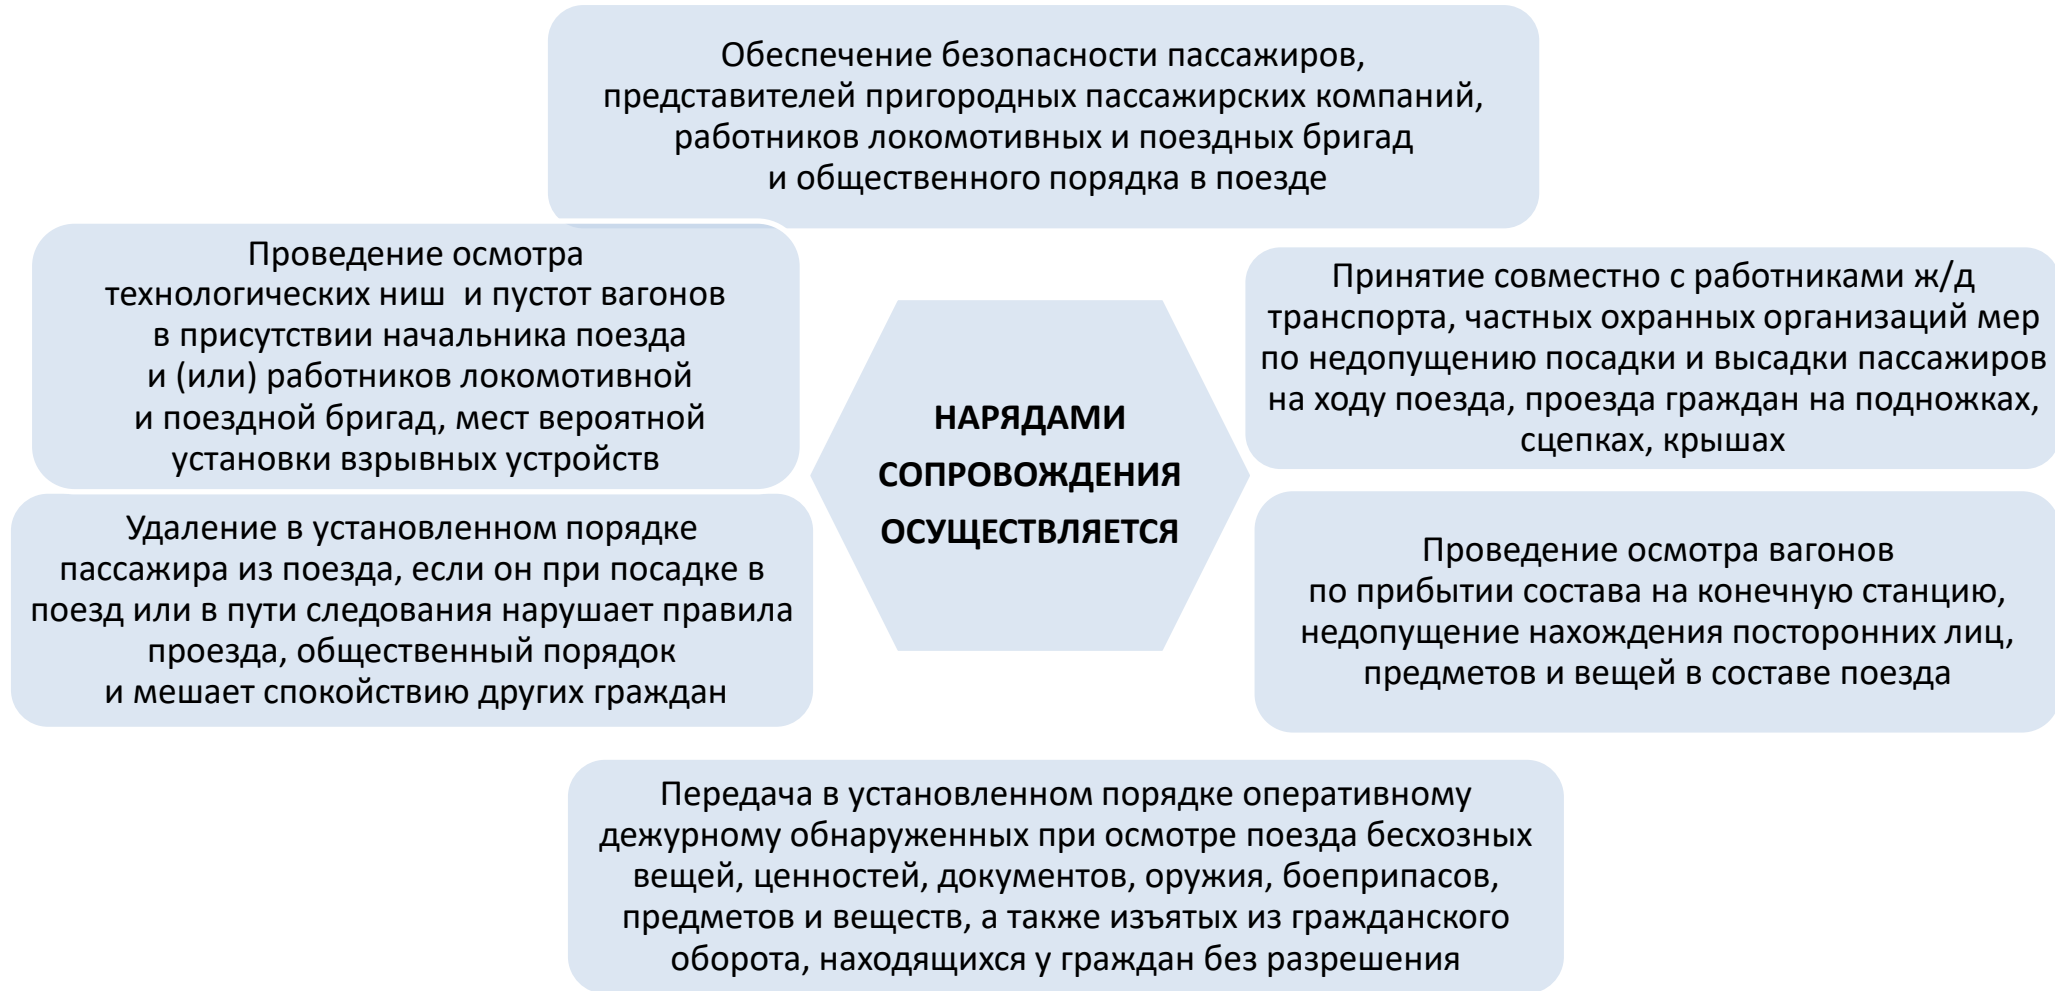 Обеспечение безопасности пассажиров,
представителей пригородных пассажирских компаний,
работников локомотивных и поездных бригад
и общественного порядка в поезде
Проведение осмотра
технологических ниш и пустот вагонов
в присутствии начальника поезда
и (или) работников локомотивной
и поездной бригад, мест вероятной
установки взрывных устройств
Принятие совместно с работниками ж/д
транспорта, частных охранных организаций мер
по недопущению посадки и высадки пассажиров
на ходу поезда, проезда граждан на подножках,
сцепках, крышах
НАРЯДАМИ
СОПРОВОЖДЕНИЯ
ОСУЩЕСТВЛЯЕТСЯ
Удаление в установленном порядке
пассажира из поезда, если он при посадке в
поезд или в пути следования нарушает правила
проезда, общественный порядок
и мешает спокойствию других граждан
Проведение осмотра вагонов
по прибытии состава на конечную станцию,
недопущение нахождения посторонних лиц,
предметов и вещей в составе поезда
Передача в установленном порядке оперативному
дежурному обнаруженных при осмотре поезда бесхозных
вещей, ценностей, документов, оружия, боеприпасов,
предметов и веществ, а также изъятых из гражданского
оборота, находящихся у граждан без разрешения